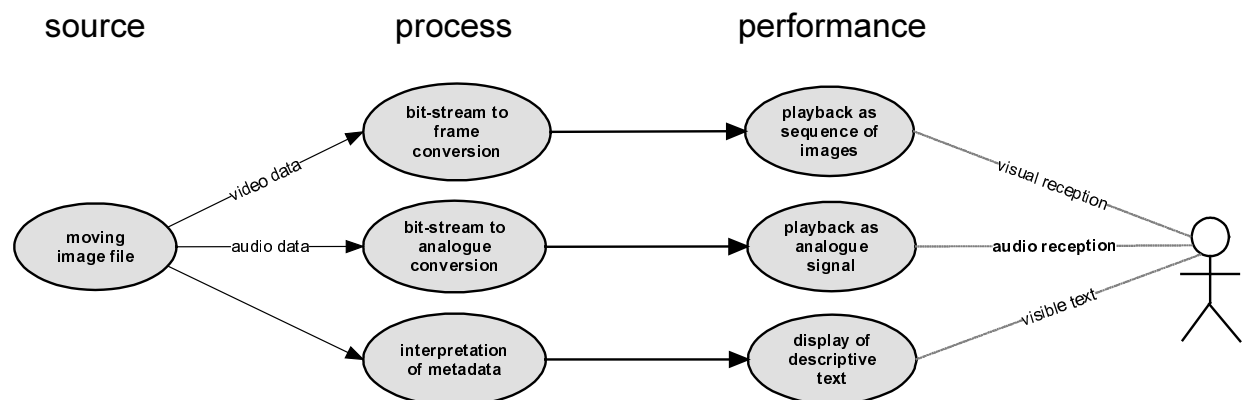 source
process
performance
bit-stream to
frame
conversion
playback as
sequence of
images
video data
visual reception
moving
image file
audio data
bit-stream to
analogue
conversion
playback as
analogue
signal
audio reception
visible text
interpretation
of metadata
display of
descriptive
text